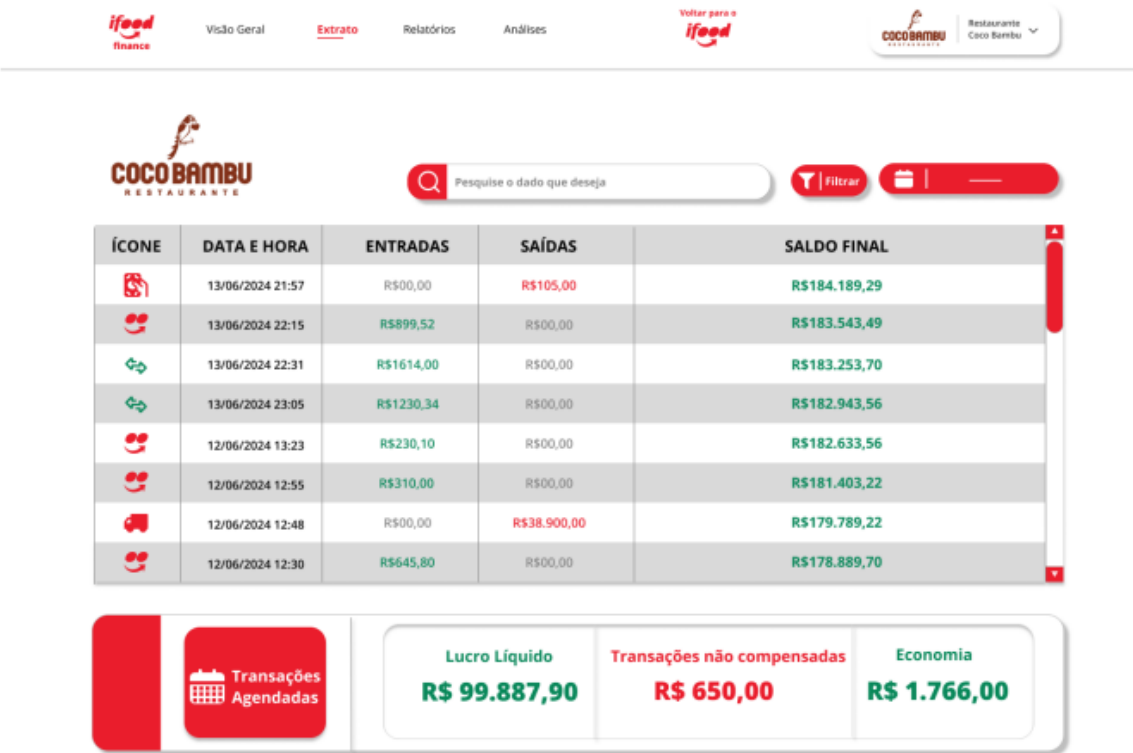 ifood
finance
Visão Geral
Extrato
Relatórios
Análises
Voltar para o
ifood
COCO BAMBU
RESTAURANTE
Restaurante
Coco Bambu
COCO BAMBU
RESTAURANTE
Pesquise o dado que deseja
Filtrar
ÍCONE DATA E HORA ENTRADAS SAÍDAS SALDO FINAL
13/06/2024 21:57 R$00,00 R$105,00 R$184.189,29
13/06/2024 22:15 R$899,52 R$00,00 R$183.543,49
13/06/2024 22:31 R$1614,00 R$00,00 R$183.253,70
13/06/2024 23:05 R$1230,34 R$00,00 R$182.943,56
12/06/2024 13:23 R$230,10 R$00,00 R$182.633,56
12/06/2024 12:55 R$310,00 R$00,00 R$181.403,22
12/06/2024 12:48 R$00,00 R$38.900,00 R$179.789,22
12/06/2024 12:30 R$645,80 R$00,00 R$178.889,70
Transações
Agendadas
Lucro Líquido
R$ 99.887,90
Transações não compensadas
R$ 650,00
Economia
R$ 1.766,00